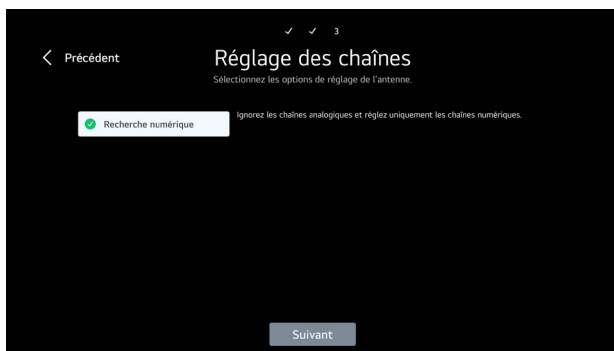 ✓ ✓ 3
Précédent
Réglage des chaînes
Sélectionnez les options de réglage de l'antenne.
Recherche numérique
Ignorez les chaînes analogiques et réglez uniquement les chaînes numériques.
Suivant